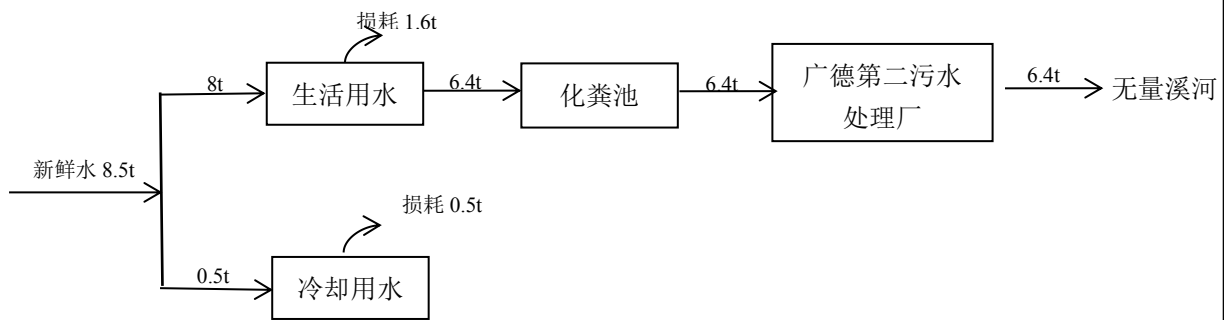 损耗 1.6t
8t
生活用水
6.4t
化粪池
6.4t
广德第二污水
处理厂
6.4t
无量溪河
新鲜水 8.5t
损耗 0.5t
0.5t
冷却用水